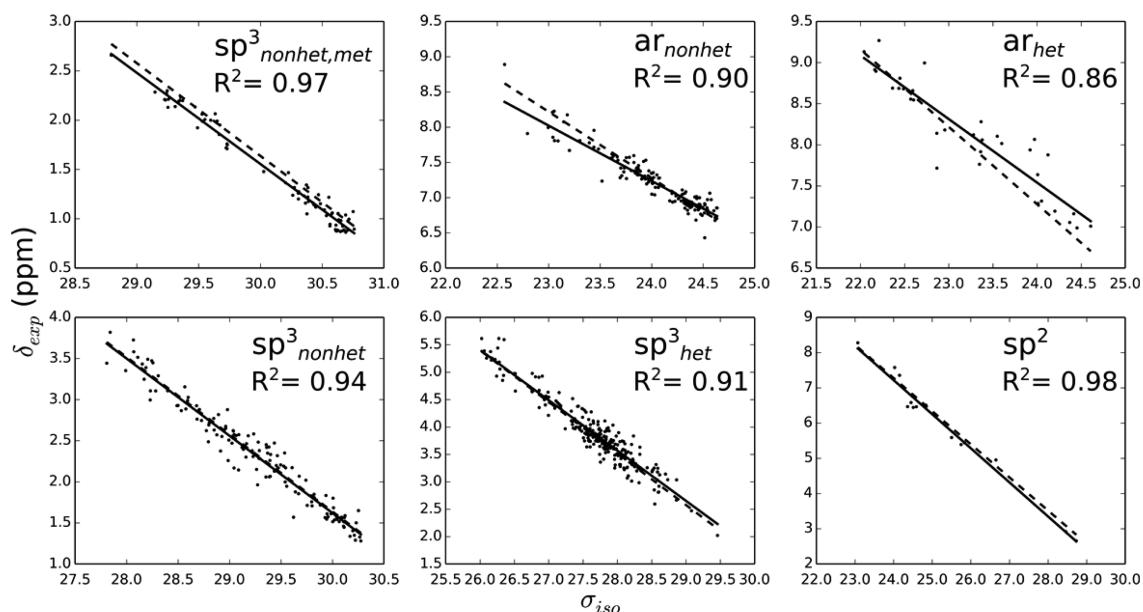 sp³nonhet,met
R²= 0.97
3.0
2.5
2.0
1.5
1.0
0.5
28.5 29.0 29.5 30.0 30.5 31.0
arnonhet
R²= 0.90
9.5
9.0
8.5
8.0
7.5
7.0
6.5
6.0
22.0 22.5 23.0 23.5 24.0 24.5 25.0
arhet
R²= 0.86
9.5
9.0
8.5
8.0
7.5
7.0
6.5
21.5 22.0 22.5 23.0 23.5 24.0 24.5 25.0
δexp (ppm)
sp³nonhet
R²= 0.94
4.0
3.5
3.0
2.5
2.0
1.5
1.0
27.5 28.0 28.5 29.0 29.5 30.0 30.5
sp³het
R²= 0.91
6.0
5.5
5.0
4.5
4.0
3.5
3.0
2.5
2.0
1.5
25.5 26.0 26.5 27.0 27.5 28.0 28.5 29.0 29.5 30.0
sp²
R²= 0.98
9
8
7
6
5
4
3
2
22.0 23.0 24.0 25.0 26.0 27.0 28.0 29.0 30.0
σiso